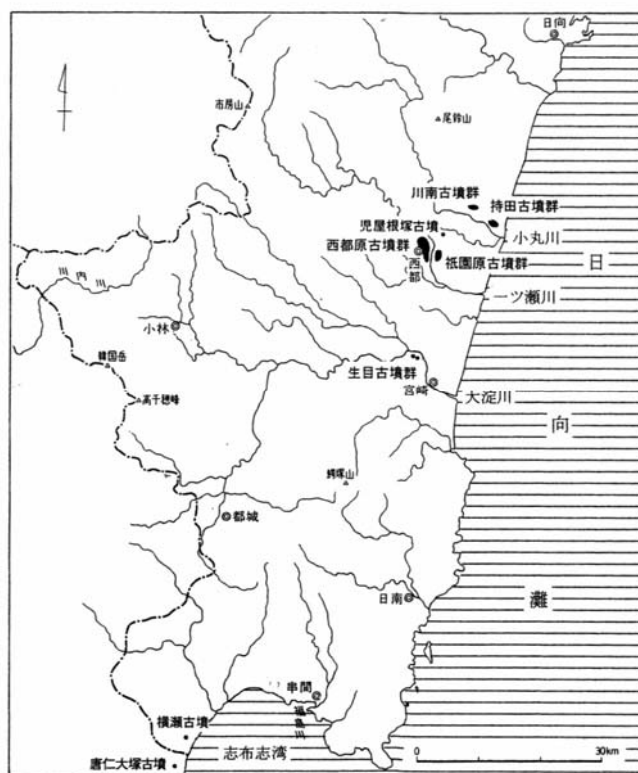 日向
市房山
尾鈴山
川南古墳群
持田古墳群
児屋根塚古墳
小丸川
西都原古墳群
西都
祇園原古墳群
日向灘
一ツ瀬川
川内川
小林
韓国岳
生目古墳群
宮崎
大淀川
高千穂峰
鰐塚山
都城
日南
串間
福島川
横瀬古墳
志布志湾
唐仁大塚古墳
0 30km